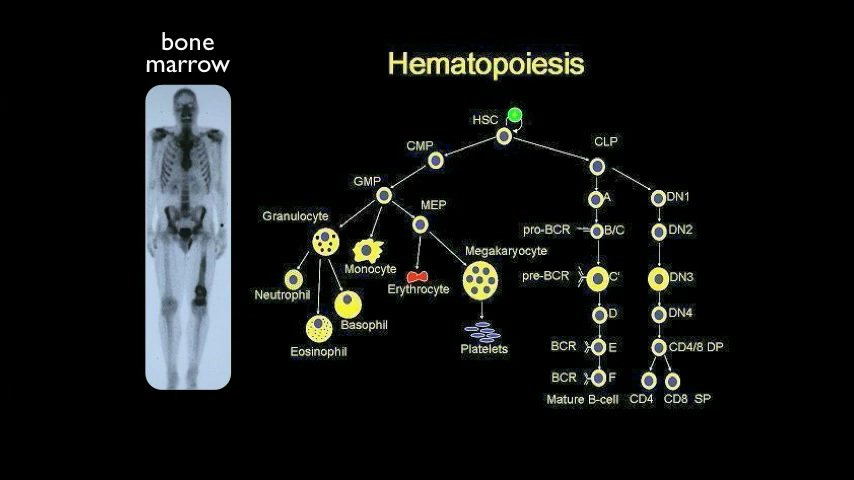 bone
marrow
Hematopoiesis
HSC
CMP
CLP
GMP
MEP
A
DN1
Granulocyte
pro-BCR
B/C
DN2
Megakaryocyte
Monocyte
pre-BCR
C'
DN3
Neutrophil
Erythrocyte
D
DN4
Basophil
Eosinophil
Platelets
BCR
E
CD4/8 DP
BCR
F
Mature B-cell
CD4
CD8 SP